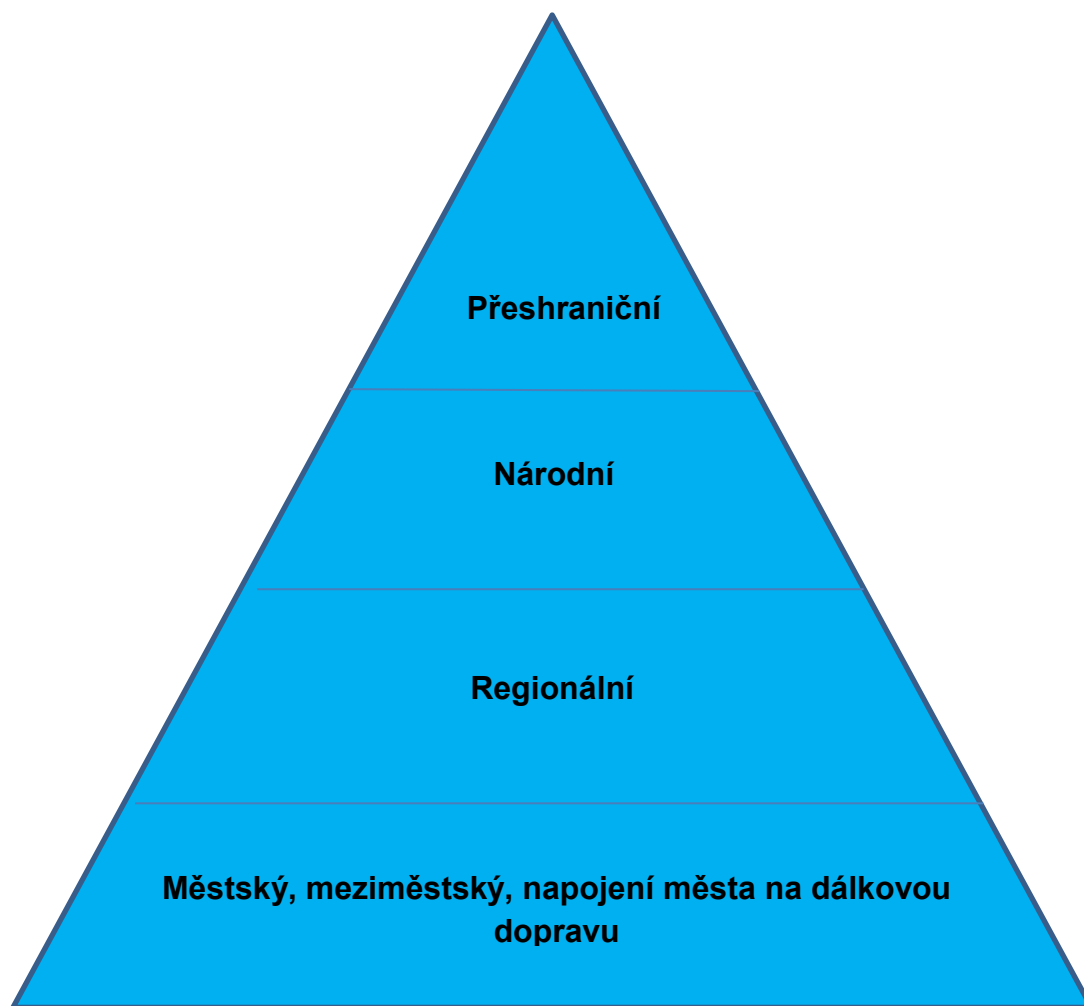 Přeshraniční
Národní
Regionální
Městský, meziměstský, napojení města na dálkovou
dopravu